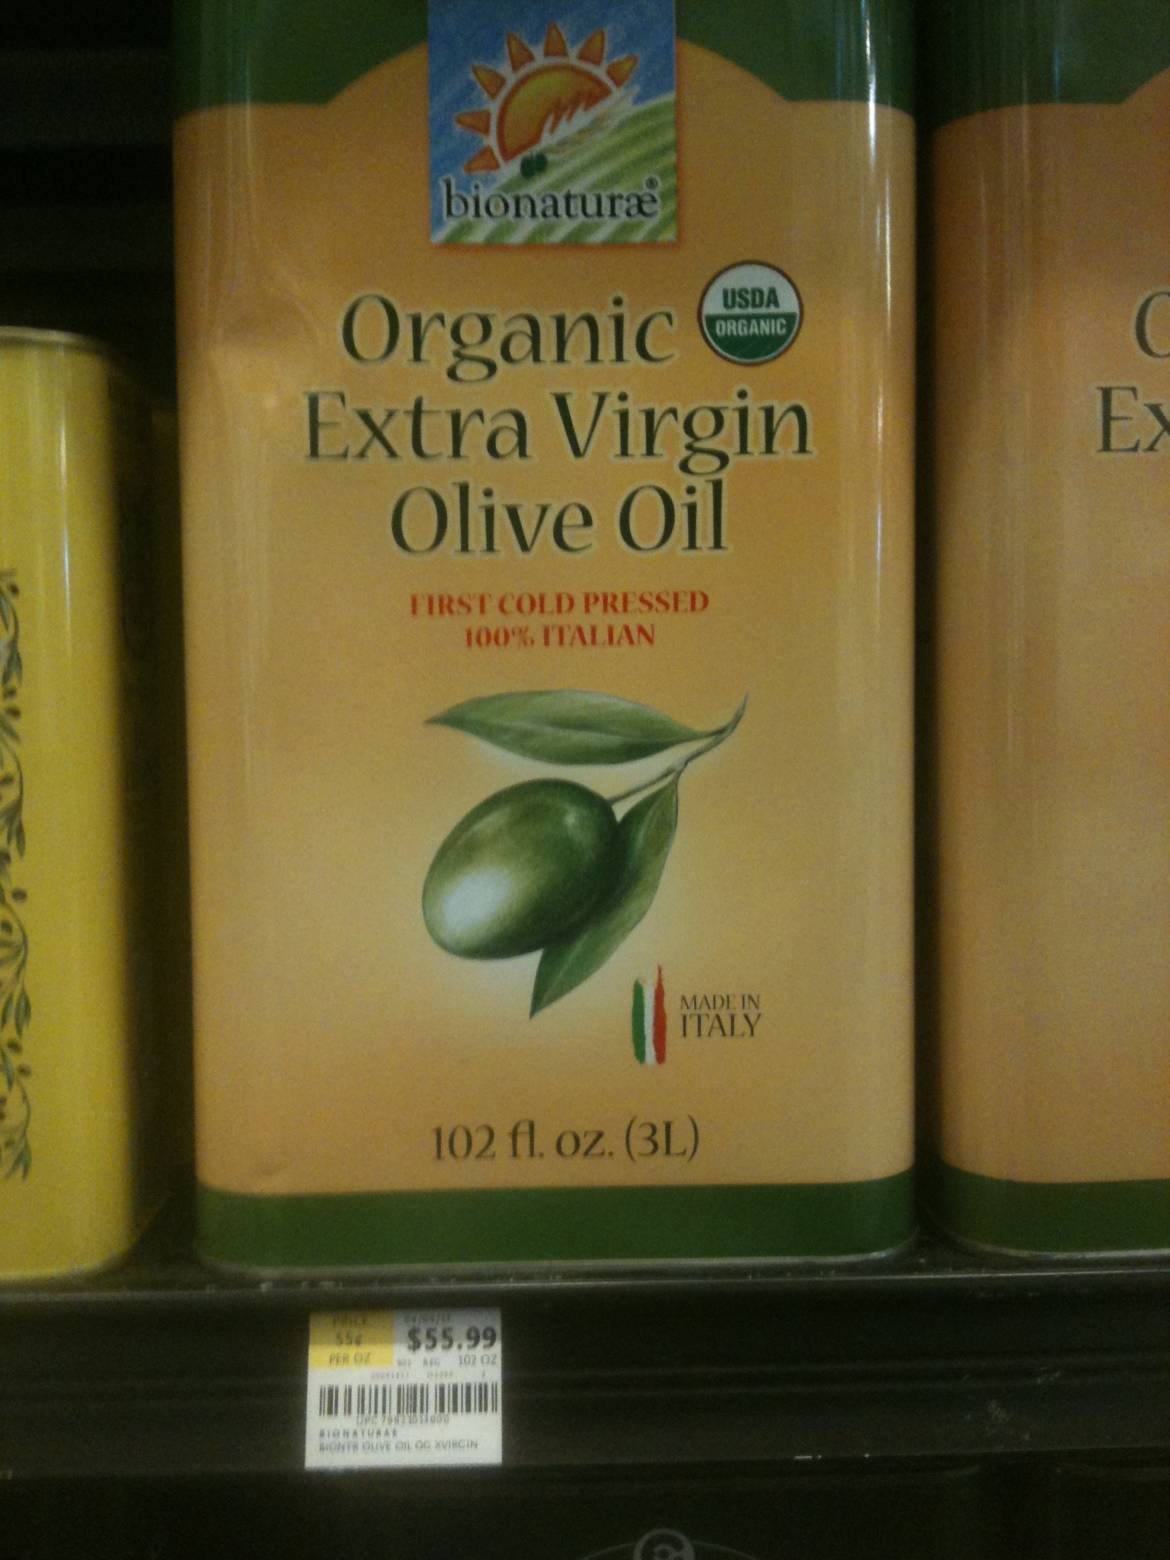 bionaturæ®
Organic
USDA
ORGANIC
Extra Virgin
Olive Oil
FIRST COLD PRESSED
100% ITALIAN
MADE IN
ITALY
102 fl. oz. (3L)
O
Ex
PRICE
55¢
PER OZ
$55.99
102 OZ
BIONATURAE
BIONTR OLIVE OIL OG XVIRGIN